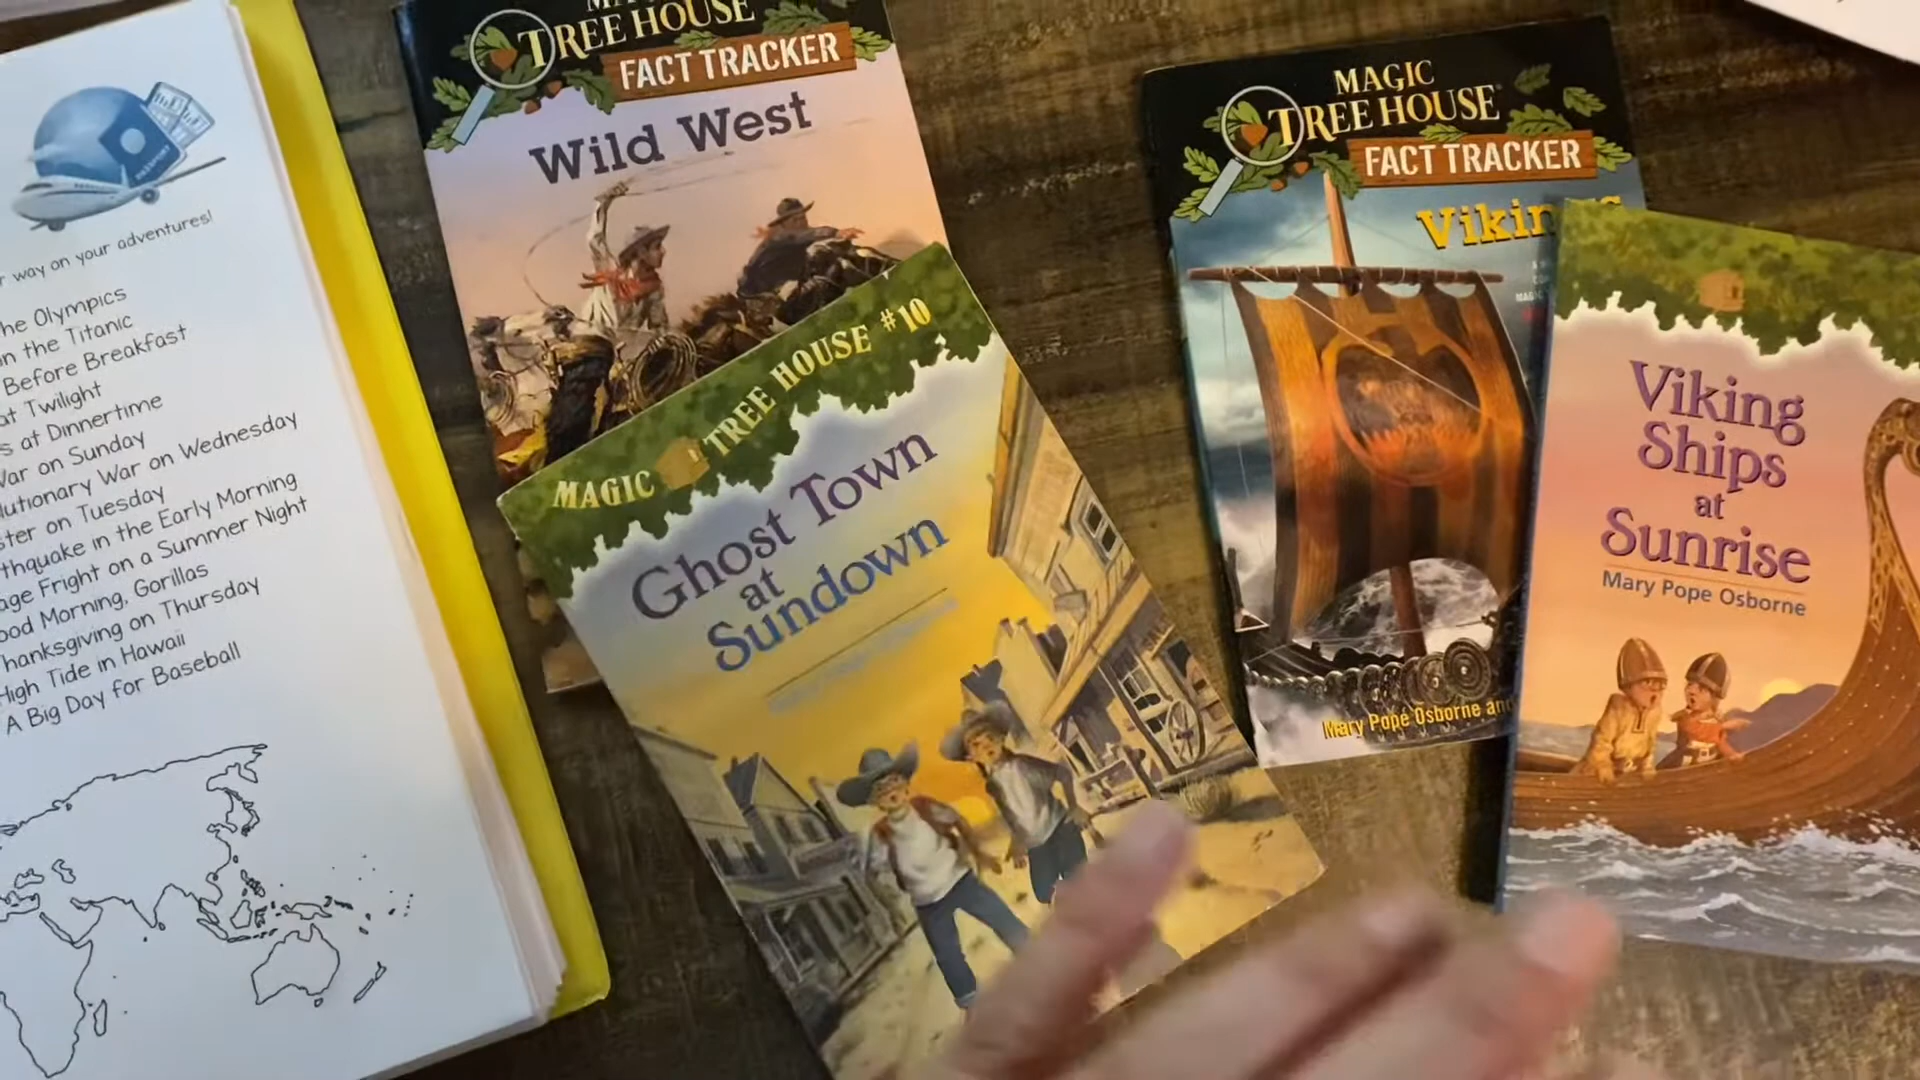 way on your adventures!
he Olympics
on the Titanic
Before Breakfast
at Twilight
s at Dinnertime
War on Sunday
lutionary War on Wednesday
ster on Tuesday
thquake in the Early Morning
age Fright on a Summer Night
ood Morning, Gorillas
hanksgiving on Thursday
High Tide in Hawaii
A Big Day for Baseball
PASSPORT
TREE HOUSE
FACT TRACKER
Wild West
MAGIC TREE HOUSE #10
Ghost Town
at
Sundown
MAGIC
TREE HOUSE
FACT TRACKER
Vikings
Mary Pope Osborne and
Viking
Ships
at
Sunrise
Mary Pope Osborne